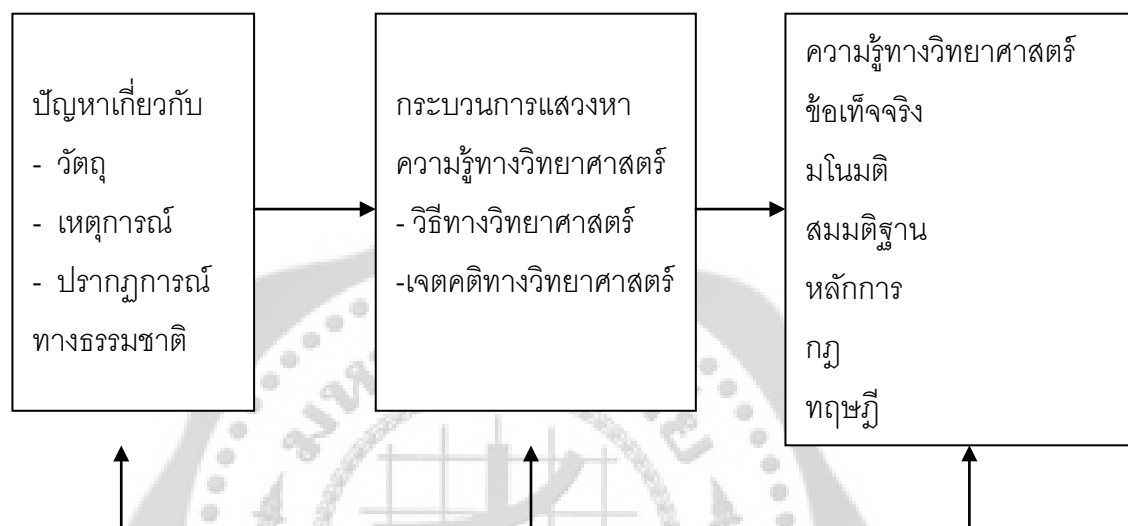 ปัญหาเกี่ยวกับ
- วัตถุ
- เหตุการณ์
- ปรากฏการณ์
ทางธรรมชาติ
กระบวนการแสวงหา
ความรู้ทางวิทยาศาสตร์
- วิธีทางวิทยาศาสตร์
-เจตคติทางวิทยาศาสตร์
ความรู้ทางวิทยาศาสตร์
ข้อเท็จจริง
มโนมติ
สมมติฐาน
หลักการ
กฎ
ทฤษฎี